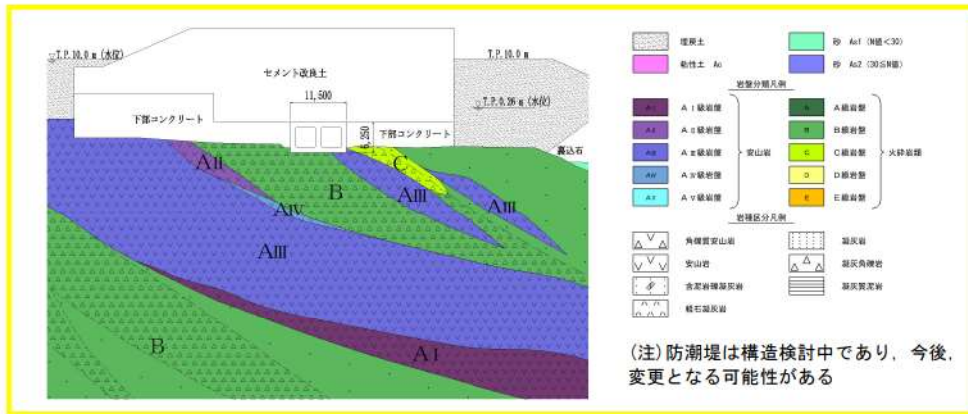 T.P.10.0 m (水位)
T.P.10.0 m
セメント改良土
11,500
T.P.0.26 m (水位)
下部コンクリート
6,250
下部コンクリート
裏込石
AII
C
B
AIII
AIII
AIV
AIII
AI
B
埋戻土
砂 As1 (N値<30)
粘性土 Ac
砂 As2 (30≦N値)
岩盤分類凡例
AⅠ AⅠ級岩盤
A A級岩盤
AⅡ AⅡ級岩盤
B B級岩盤
AⅢ AⅢ級岩盤
安山岩
C C級岩盤
火砕岩類
AⅣ AⅣ級岩盤
D D級岩盤
AⅤ AⅤ級岩盤
E E級岩盤
岩種区分凡例
角礫質安山岩
凝灰岩
安山岩
凝灰角礫岩
含泥岩礫凝灰岩
凝灰質泥岩
軽石凝灰岩
(注)防潮堤は構造検討中であり,今後,
変更となる可能性がある